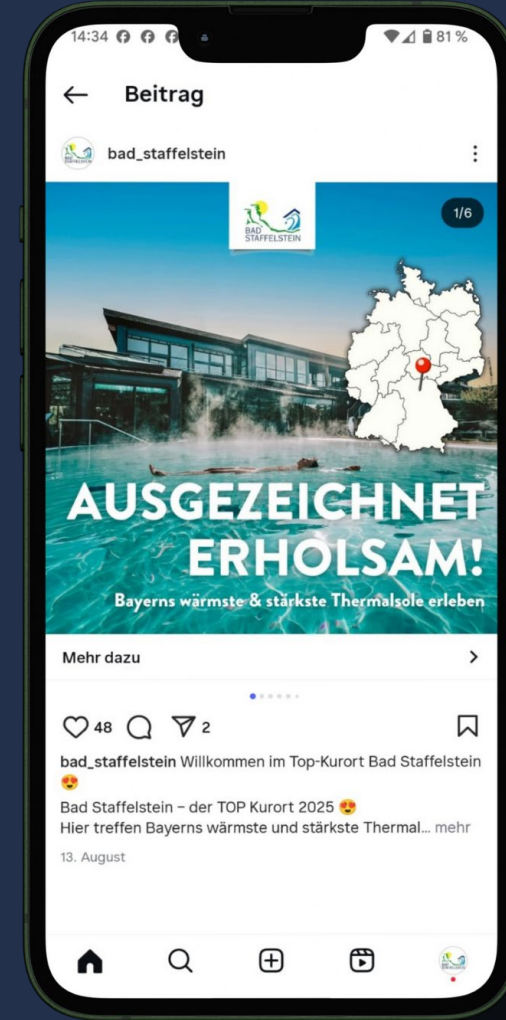 14:34
81 %
Beitrag
bad_staffelstein
1/6
BAD
STAFFELSTEIN
AUSGEZEICHNET
ERHOLSAM!
Bayerns wärmste & stärkste Thermalsole erleben
Mehr dazu
48
2
bad_staffelstein Willkommen im Top-Kurort Bad Staffelstein
😍
Bad Staffelstein – der TOP Kurort 2025 😍
Hier treffen Bayerns wärmste und stärkste Thermal... mehr
13. August